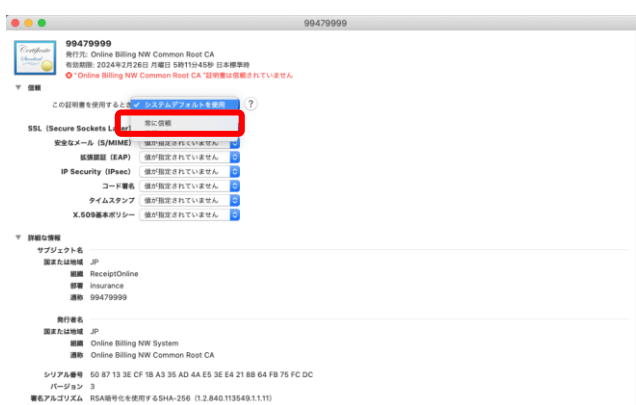 99479999
Certificate
Standard
99479999
発行元: Online Billing NW Common Root CA
有効期限: 2024年2月26日 月曜日 5時11分45秒 日本標準時
"Online Billing NW Common Root CA"証明書は信頼されていません
信頼
この証明書を使用するとき ✓ システムデフォルトを使用 ?
常に信頼
SSL (Secure Sockets Layer)
安全なメール (S/MIME) 値が指定されていません
拡張認証 (EAP) 値が指定されていません
IP Security (IPsec) 値が指定されていません
コード署名 値が指定されていません
タイムスタンプ 値が指定されていません
X.509基本ポリシー 値が指定されていません
詳細な情報
サブジェクト名
国または地域 JP
組織 ReceiptOnline
部署 insurance
通称 99479999
発行者名
国または地域 JP
組織 Online Billing NW System
通称 Online Billing NW Common Root CA
シリアル番号 50 87 13 3E CF 1B A3 35 AD 4A E5 3E E4 21 8B 64 FB 75 FC DC
バージョン 3
署名アルゴリズム RSA暗号化を使用するSHA-256 (1.2.840.113549.1.1.11)